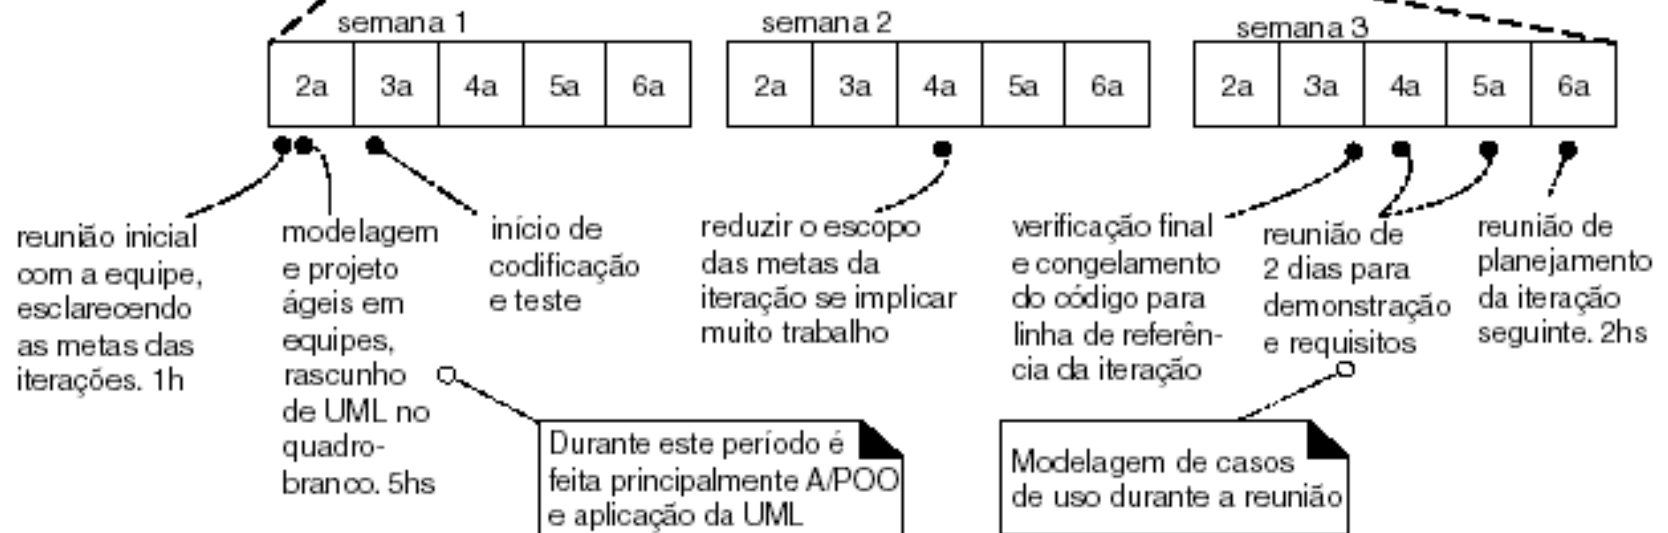 semana 1
semana 2
semana 3
2a 3a 4a 5a 6a
2a 3a 4a 5a 6a
2a 3a 4a 5a 6a
reunião inicial
com a equipe,
esclarecendo
as metas das
iterações. 1h
modelagem
e projeto
ágeis em
equipes,
rascunho
de UML no
quadro-
branco. 5hs
início de
codificação
e teste
reduzir o escopo
das metas da
iteração se implicar
muito trabalho
verificação final
e congelamento
do código para
linha de referên-
cia da iteração
reunião de
2 dias para
demonstração
e requisitos
reunião de
planejamento
da iteração
seguinte. 2hs
Durante este período é
feita principalmente A/POO
e aplicação da UML
Modelagem de casos
de uso durante a reunião